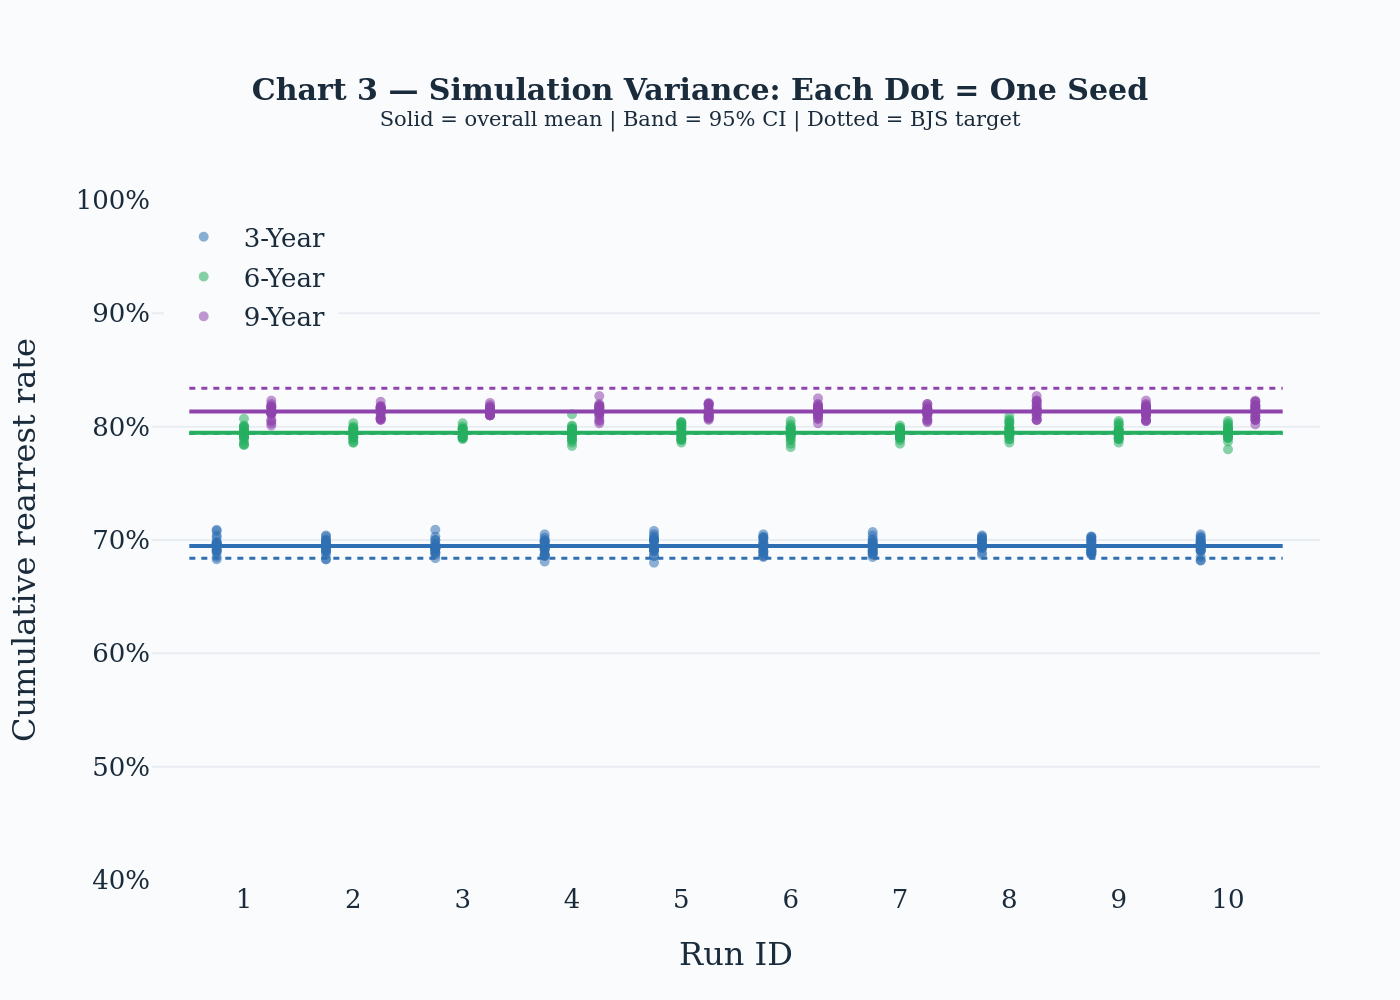 Chart 3 — Simulation Variance: Each Dot = One Seed
Solid = overall mean | Band = 95% CI | Dotted = BJS target
100%
90%
80%
70%
60%
50%
40%
3-Year
6-Year
9-Year
Cumulative rearrest rate
1 2 3 4 5 6 7 8 9 10
Run ID